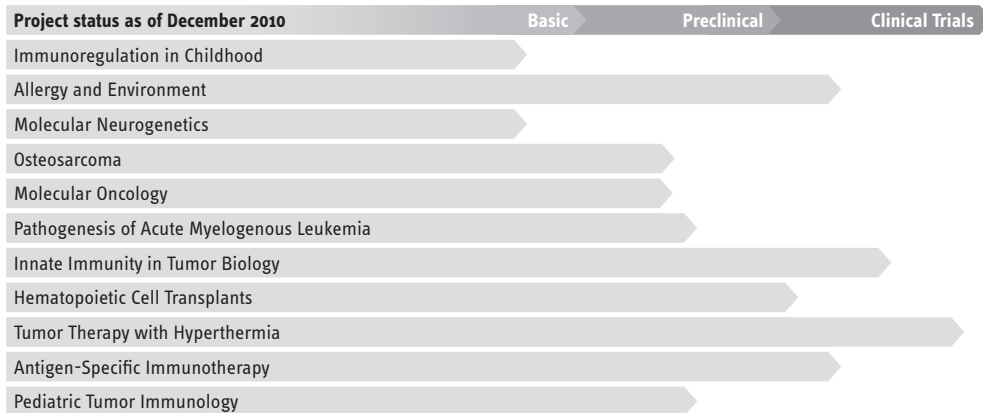 Project status as of December 2010 Basic Preclinical Clinical Trials
Immunoregulation in Childhood
Allergy and Environment
Molecular Neurogenetics
Osteosarcoma
Molecular Oncology
Pathogenesis of Acute Myelogenous Leukemia
Innate Immunity in Tumor Biology
Hematopoietic Cell Transplants
Tumor Therapy with Hyperthermia
Antigen-Specific Immunotherapy
Pediatric Tumor Immunology